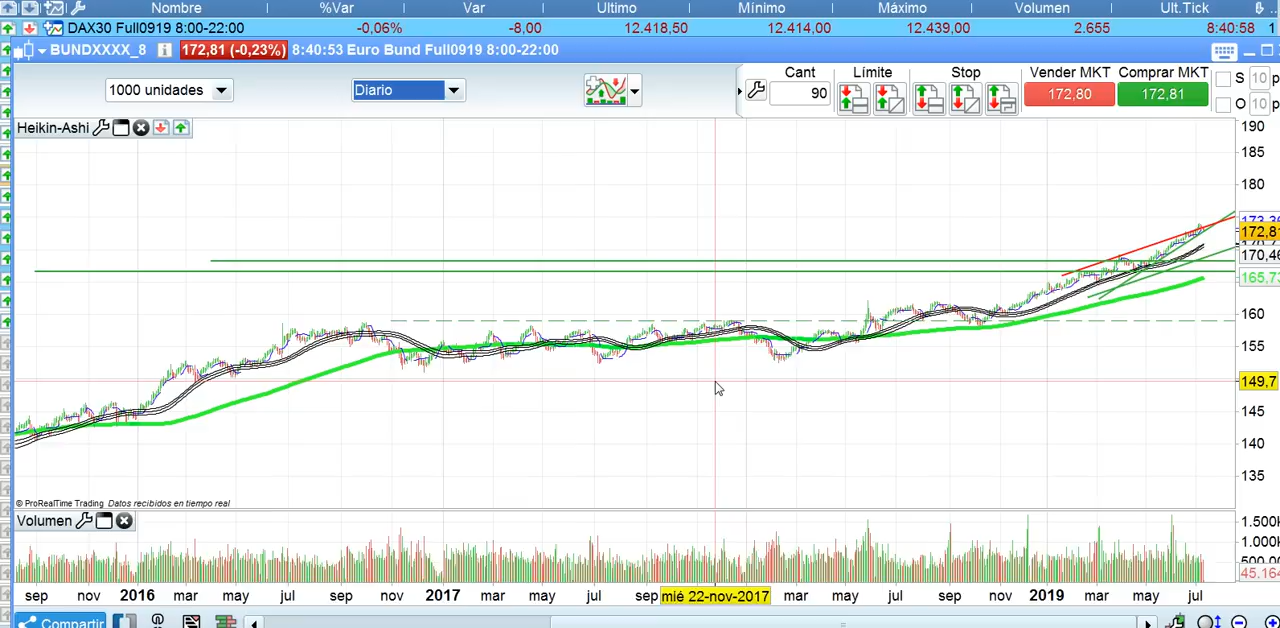 Nombre %Var Var Ultimo Mínimo Máximo Volumen Ult.Tick
DAX30 Full0919 8:00-22:00 -0,06% -8,00 12.418,50 12.414,00 12.439,00 2.655 8:40:58 1
BUNDXXXX_8 172,81 (-0,23%) 8:40:53 Euro Bund Full0919 8:00-22:00
Cant Límite Stop Vender MKT Comprar MKT S 10 p
1000 unidades Diario 90 172,80 172,81 O 10 p
Heikin-Ashi
190
185
180
172,81
170,46
165,73
160
155
149,7
145
140
135
© ProRealTime Trading Datos recibidos en tiempo real
Volumen
1.500k
1.000k
500.00
45.164
sep nov 2016 mar may jul sep nov 2017 mar may jul sep mié 22-nov-2017 mar may jul sep nov 2019 mar may jul
Compartir